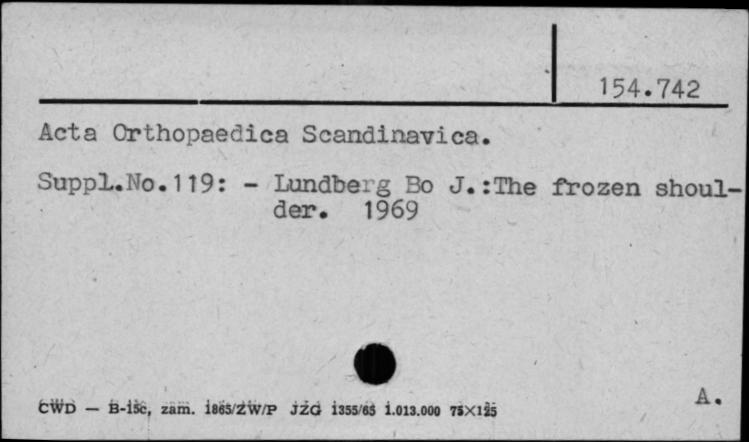 154.742
Acta Orthopaedica Scandinavica.
Suppl.No.119: - Lundberg Bo J.:The frozen shoul-
der. 1969
A.
CWD — B-15c, zam. 1865/ZW/P JZG 1355/65 1.013.000 75×125